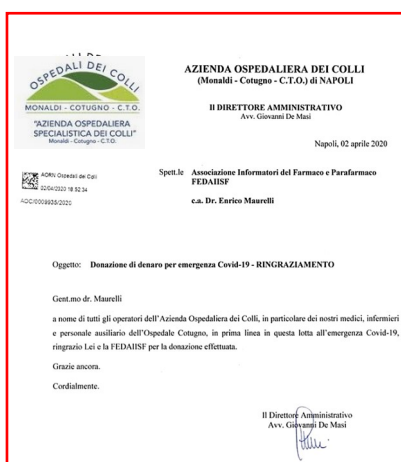 OSPEDALI DEI COLLI
MONALDI - COTUGNO - C.T.O.
"AZIENDA OSPEDALIERA
SPECIALISTICA DEI COLLI"
Monaldi - Cotugno - C.T.O.
AZIENDA OSPEDALIERA DEI COLLI
(Monaldi - Cotugno - C.T.O.) di NAPOLI
Il DIRETTORE AMMINISTRATIVO
Avv. Giovanni De Masi
Napoli, 02 aprile 2020
AORN Ospedali dei Colli
02/04/2020 18:52:34
AOC/0009935/2020
Spett.le Associazione Informatori del Farmaco e Parafarmaco
FEDAIISF
c.a. Dr. Enrico Maurelli
Oggetto: Donazione di denaro per emergenza Covid-19 - RINGRAZIAMENTO
Gent.mo dr. Maurelli
a nome di tutti gli operatori dell'Azienda Ospedaliera dei Colli, in particolare dei nostri medici, infermieri
e personale ausiliario dell'Ospedale Cotugno, in prima linea in questa lotta all'emergenza Covid-19,
ringrazio Lei e la FEDAIISF per la donazione effettuata.
Grazie ancora.
Cordialmente.
Il Direttore Amministrativo
Avv. Giovanni De Masi